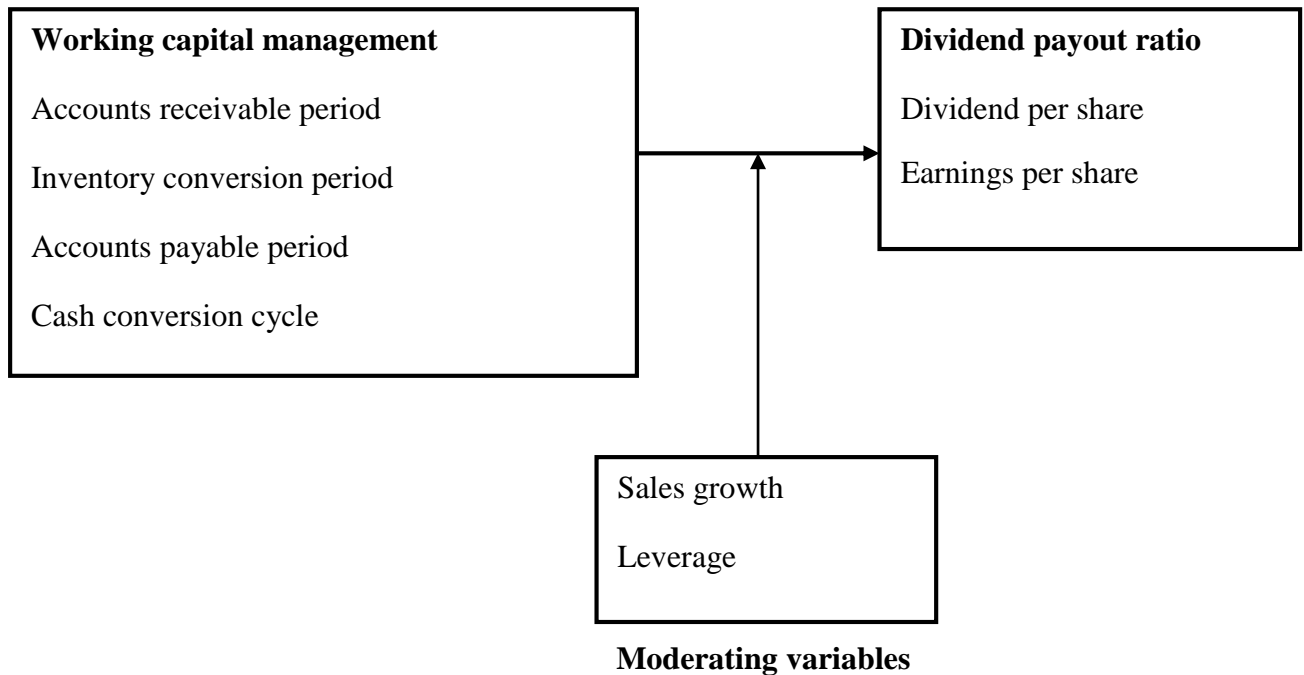 Working capital management
Accounts receivable period
Inventory conversion period
Accounts payable period
Cash conversion cycle
Dividend payout ratio
Dividend per share
Earnings per share
Sales growth
Leverage
Moderating variables